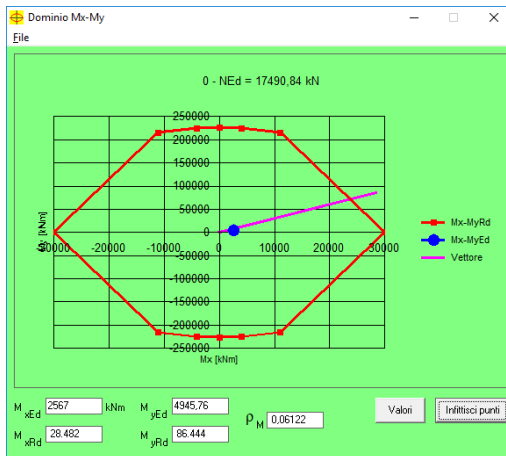 Dominio Mx-My
File
0 - NEd = 17490,84 kN
250000
200000
150000
100000
50000
0
-50000
-100000
-150000
-200000
-250000
-20000 -10000 0 10000 20000 30000
[kNm]
Mx [kNm]
Mx-MyRd
Mx-MyEd
Vettore
M xEd 2567 kNm M yEd 4945,76
M xRd 28.482 M yRd 86.444
ρ M 0,06122
Valori Infittisci punti